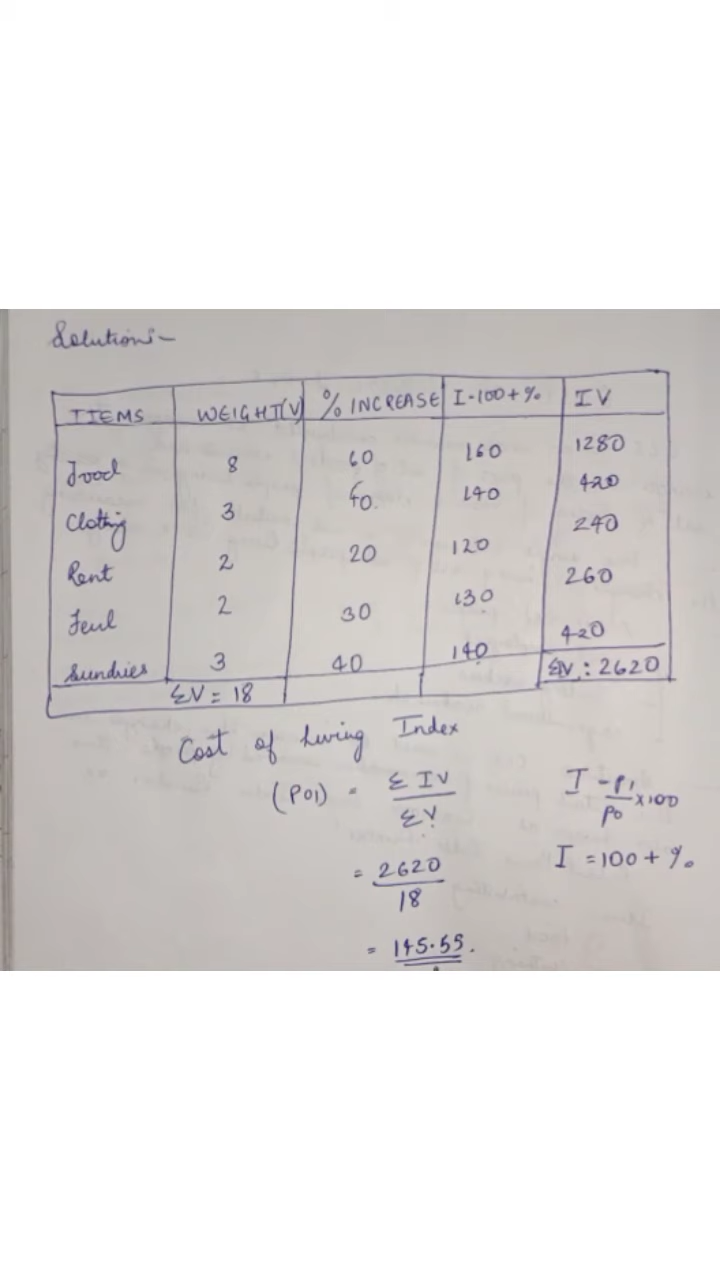 Solution:-
ITEMS WEIGHT(V) % INCREASE I-100+% IV
Food 8 60 160 1280
Clothing 3 40 140 420
Rent 2 20 120 240
Feul 2 30 130 260
Sundries 3 40 140 420
ΣV = 18 ΣIV : 2620
Cost of Living Index
(P01) = ΣIV / ΣV
I - P1/P0 x100
= 2620 / 18
I = 100 + %
= 145.55.